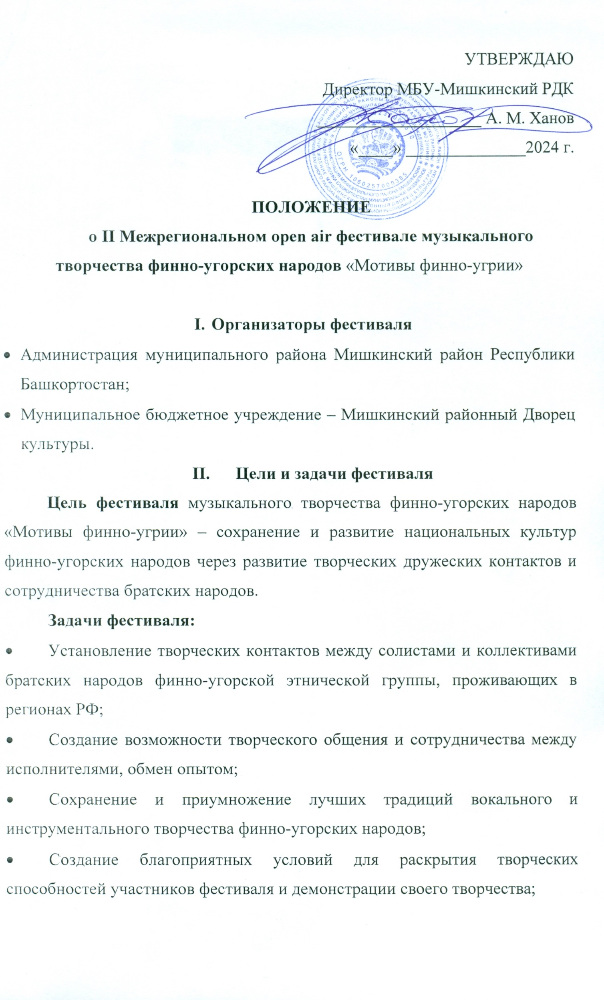 УТВЕРЖДАЮ
Директор МБУ-Мишкинский РДК
А. М. Ханов
«____» ______________2024 г.
ОГРН 1060257000385
ПОЛОЖЕНИЕ
о II Межрегиональном open air фестивале музыкального
творчества финно-угорских народов «Мотивы финно-угрии»
I. Организаторы фестиваля
• Администрация муниципального района Мишкинский район Республики
Башкортостан;
• Муниципальное бюджетное учреждение – Мишкинский районный Дворец
культуры.
II. Цели и задачи фестиваля
Цель фестиваля музыкального творчества финно-угорских народов
«Мотивы финно-угрии» – сохранение и развитие национальных культур
финно-угорских народов через развитие творческих дружеских контактов и
сотрудничества братских народов.
Задачи фестиваля:
• Установление творческих контактов между солистами и коллективами
братских народов финно-угорской этнической группы, проживающих в
регионах РФ;
• Создание возможности творческого общения и сотрудничества между
исполнителями, обмен опытом;
• Сохранение и приумножение лучших традиций вокального и
инструментального творчества финно-угорских народов;
• Создание благоприятных условий для раскрытия творческих
способностей участников фестиваля и демонстрации своего творчества;